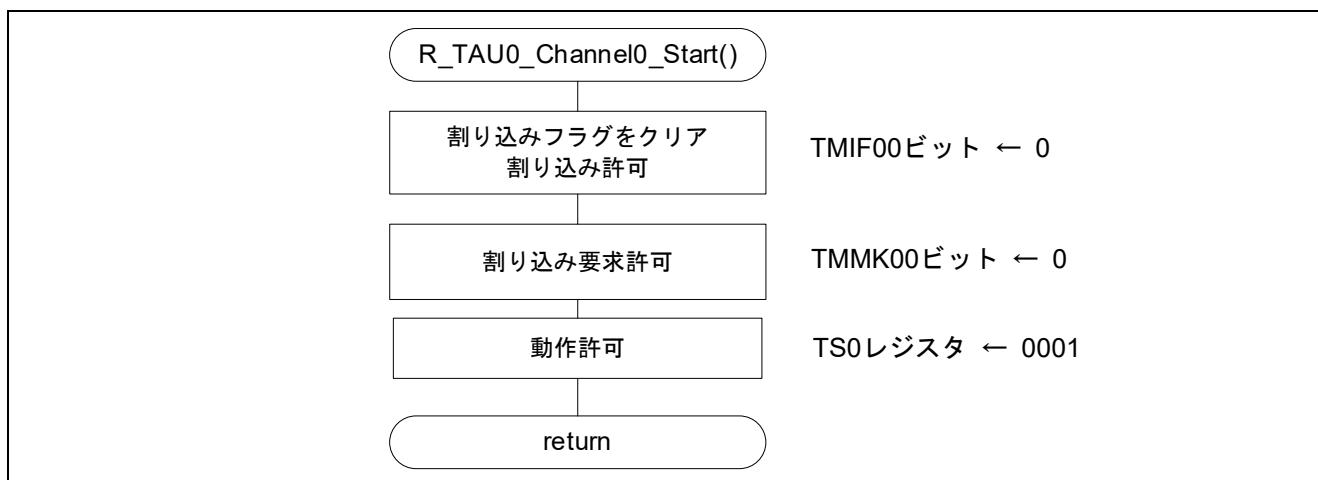 R_TAU0_Channel0_Start()
割り込みフラグをクリア
割り込み許可
TMIF00ビット ← 0
割り込み要求許可
TMMK00ビット ← 0
動作許可
TS0レジスタ ← 0001
return